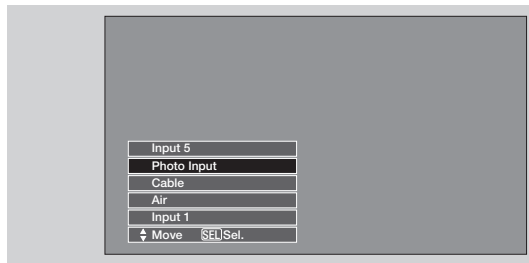 Input 5
Photo Input
Cable
Air
Input 1
Move SEL Sel.